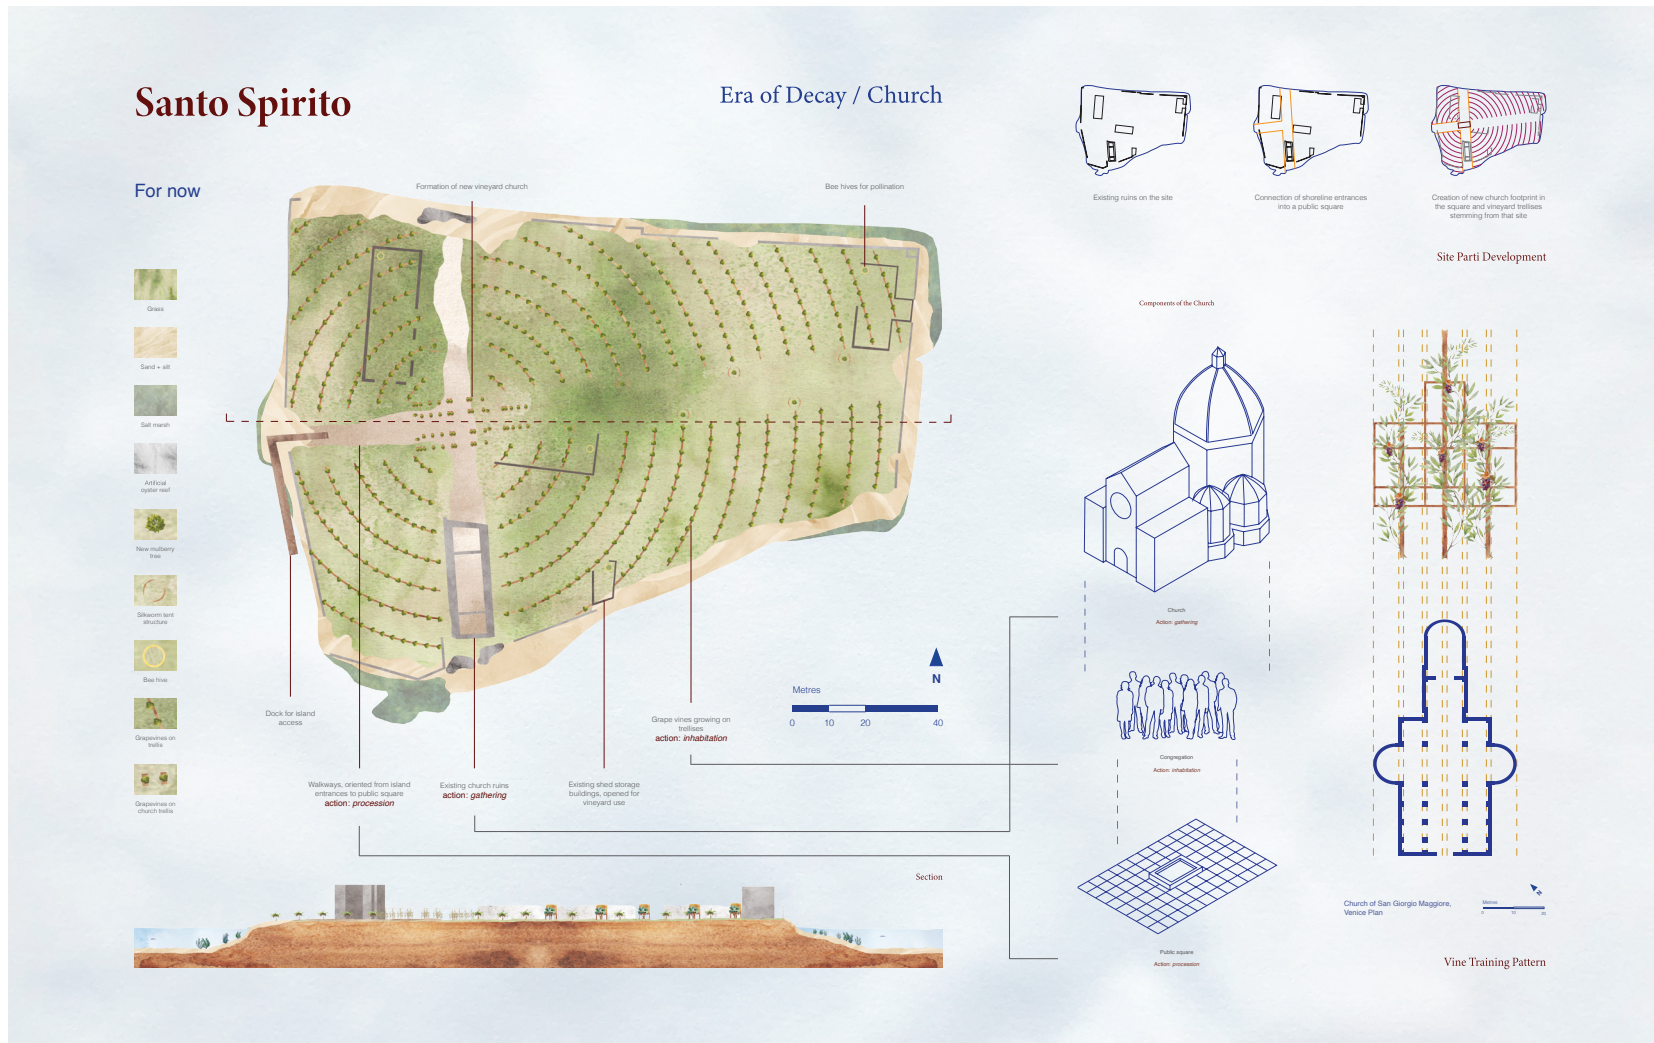 Santo Spirito
Era of Decay / Church
For now
Formation of new vineyard church
Bee hives for pollination
Grass
Sand + silt
Salt marsh
Artificial
oyster reef
New mulberry
tree
Silkworm tent
structure
Bee hive
Grapevines on
trellis
Grapevines on
church trellis
Dock for island
access
Walkways, oriented from island
entrances to public square
action: procession
Existing church ruins
action: gathering
Existing shed storage
buildings, opened for
vineyard use
Grape vines growing on
trellises
action: inhabitation
N
Metres
0 10 20 40
Section
Existing ruins on the site
Connection of shoreline entrances
into a public square
Creation of new church footprint in
the square and vineyard trellises
stemming from that site
Site Parti Development
Components of the Church
Church
Action: gathering
Congregation
Action: inhabitation
Public square
Action: procession
Church of San Giorgio Maggiore,
Venice Plan
N
Metres
0 10 20
Vine Training Pattern